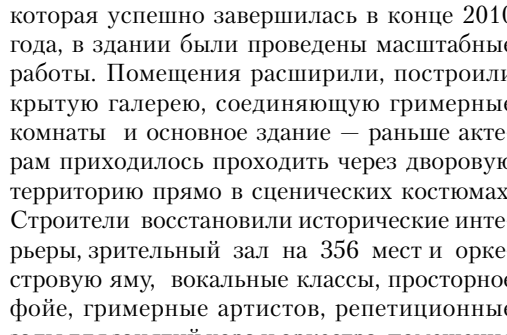 которая успешно завершилась в конце 2010
года, в здании были проведены масштабные
работы. Помещения расширили, построили
крытую галерею, соединяющую гримерные
комнаты и основное здание — раньше акте-
рам приходилось проходить через дворовую
территорию прямо в сценических костюмах.
Строители восстановили исторические инте-
рьеры, зрительный зал на 356 мест и орке-
стровую яму, вокальные классы, просторное
фойе, гримерные артистов, репетиционные